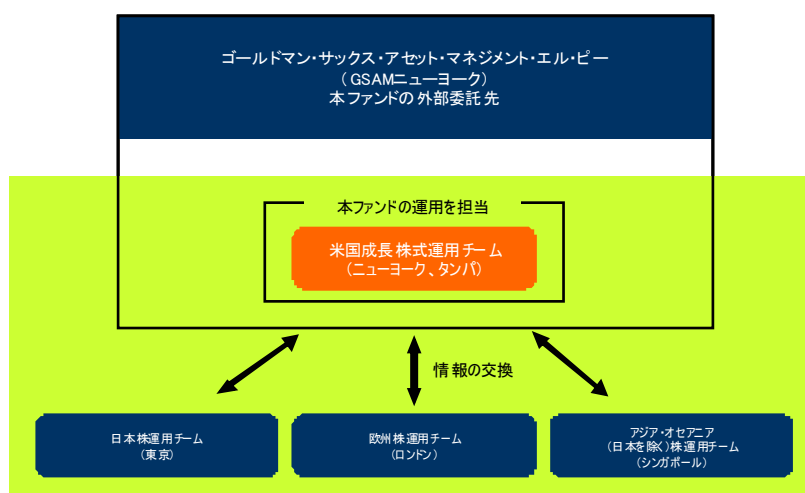 ゴールドマン・サックス・アセット・マネジメント・エル・ピー
(GSAMニューヨーク)
本ファンドの外部委託先
本ファンドの運用を担当
米国成長株式運用チーム
(ニューヨーク、タンパ)
情報の交換
日本株運用チーム
(東京)
欧州株運用チーム
(ロンドン)
アジア・オセアニア
(日本を除く)株運用チーム
(シンガポール)